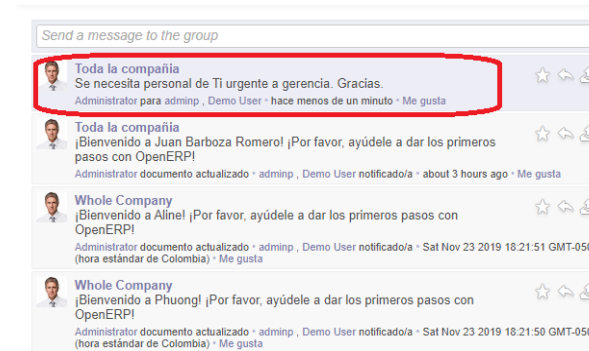 Send a message to the group
Toda la compañia
Se necesita personal de Ti urgente a gerencia. Gracias.
Administrator para adminp , Demo User • hace menos de un minuto • Me gusta
Toda la compañia
¡Bienvenido a Juan Barboza Romero! ¡Por favor, ayúdele a dar los primeros
pasos con OpenERP!
Administrator documento actualizado • adminp , Demo User notificado/a • about 3 hours ago • Me gusta
Whole Company
¡Bienvenido a Aline! ¡Por favor, ayúdele a dar los primeros pasos con
OpenERP!
Administrator documento actualizado • adminp , Demo User notificado/a • Sat Nov 23 2019 18:21:51 GMT-050
(hora estándar de Colombia) • Me gusta
Whole Company
¡Bienvenido a Phuong! ¡Por favor, ayúdele a dar los primeros pasos con
OpenERP!
Administrator documento actualizado • adminp , Demo User notificado/a • Sat Nov 23 2019 18:21:50 GMT-050
(hora estándar de Colombia) • Me gusta